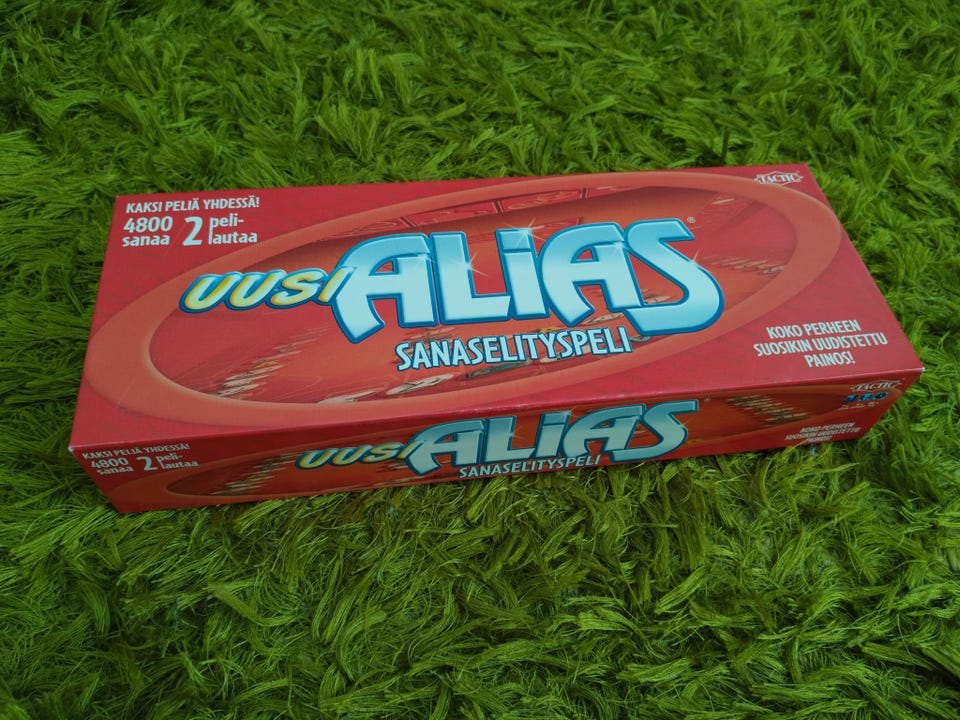 KAKSI PELIÄ YHDESSÄ!
4800 sanaa 2 peli-lautaa
TACTIC
UUSI ALiAS®
SANASELITYSPELI
KOKO PERHEEN
SUOSIKIN UUDISTETTU
PAINOS!
KAKSI PELIÄ YHDESSÄ!
4800 sanaa 2 peli-lautaa
UUSI ALiAS
SANASELITYSPELI
TACTIC
KOKO PERHEEN
SUOSIKIN UUDISTETTU
PAINOS!